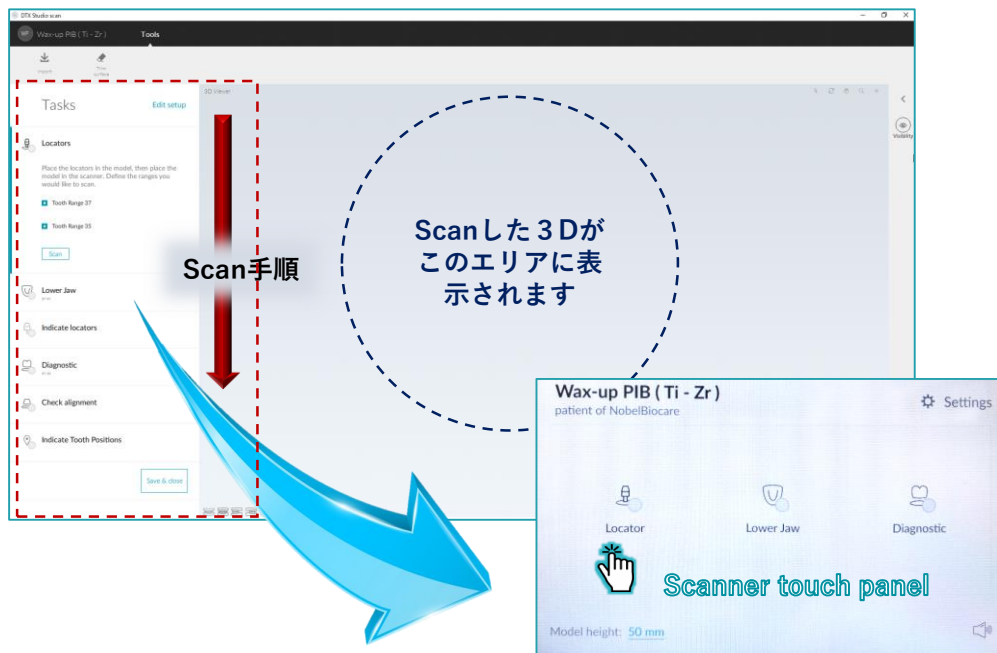 DTX Studio scan
WP Wax-up PIB ( Ti - Zr )
Tools
Import
Trim
surface
Tasks
Edit setup
3D Viewer
Visibility
Locators
Place the locators in the model, then place the
model in the scanner. Define the ranges you
would like to scan.
Tooth Range 37
Tooth Range 35
Scan
Scan手順
Scanした３Dが
このエリアに表
示されます
Lower Jaw
Indicate locators
Diagnostic
Check alignment
Indicate Tooth Positions
Save & close
Wax-up PIB ( Ti - Zr )
patient of NobelBiocare
Settings
Locator
Lower Jaw
Diagnostic
Scanner touch panel
Model height: 50 mm